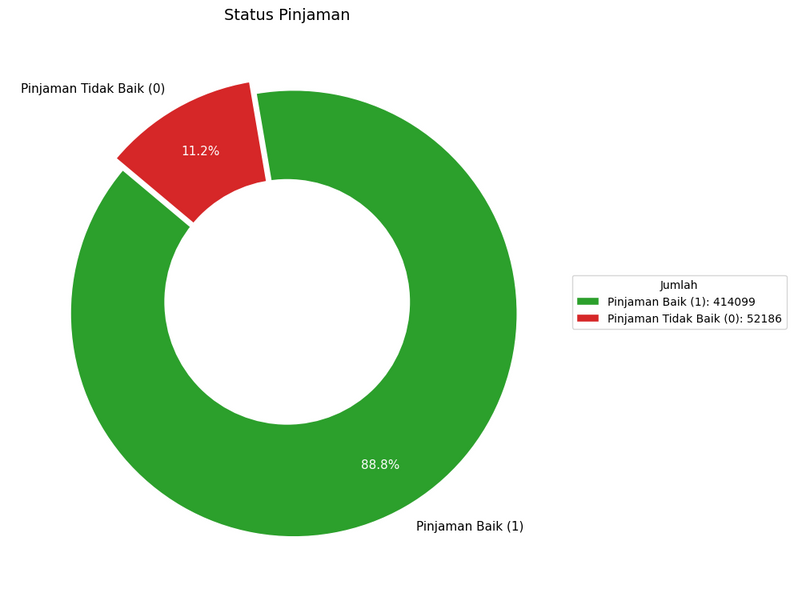 Status Pinjaman
Pinjaman Tidak Baik (0)
11.2%
Jumlah
Pinjaman Baik (1): 414099
Pinjaman Tidak Baik (0): 52186
88.8%
Pinjaman Baik (1)